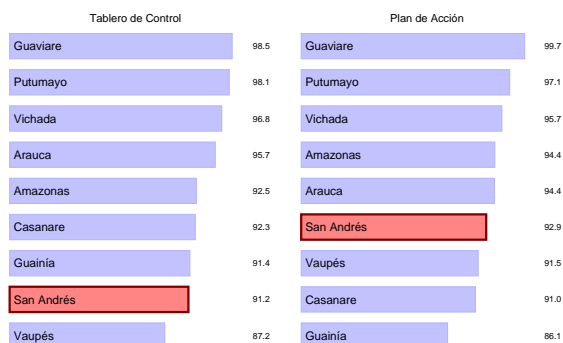 Tablero de Control
Guaviare 98.5
Putumayo 98.1
Vichada 96.8
Arauca 95.7
Amazonas 92.5
Casanare 92.3
Guainía 91.4
San Andrés 91.2
Vaupés 87.2
Plan de Acción
Guaviare 99.7
Putumayo 97.1
Vichada 95.7
Amazonas 94.4
Arauca 94.4
San Andrés 92.9
Vaupés 91.5
Casanare 91.0
Guainía 86.1